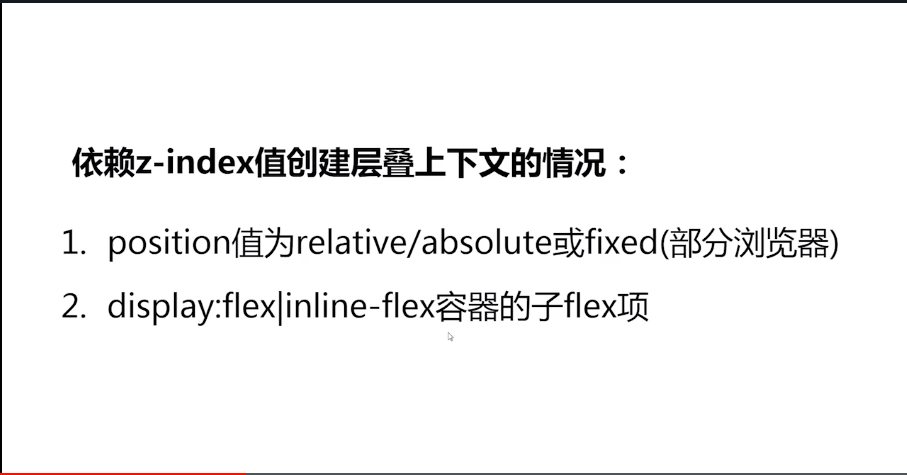 依赖z-index值创建层叠上下文的情况：
1. position值为relative/absolute或fixed(部分浏览器)
2. display:flex|inline-flex容器的子flex项